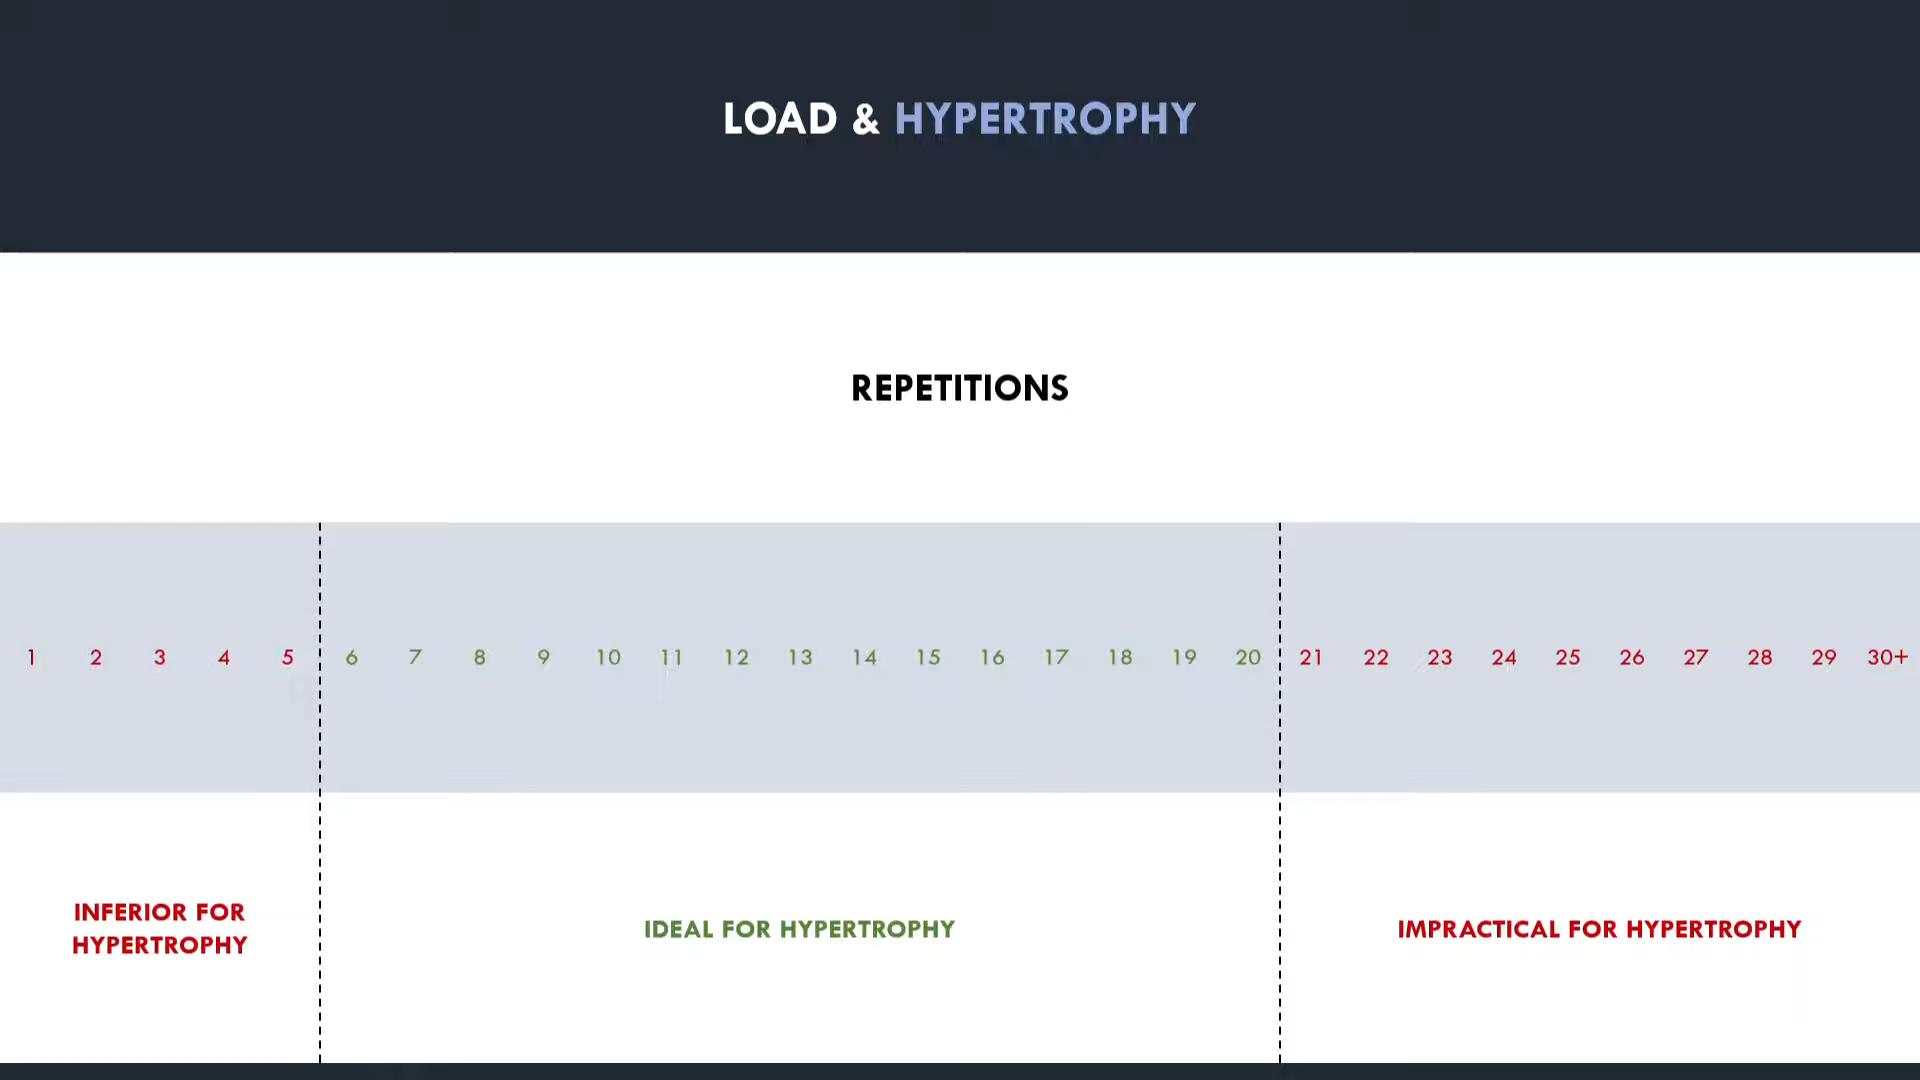 LOAD & HYPERTROPHY
REPETITIONS
1 2 3 4 5 6 7 8 9 10 11 12 13 14 15 16 17 18 19 20 21 22 23 24 25 26 27 28 29 30+
INFERIOR FOR
HYPERTROPHY
IDEAL FOR HYPERTROPHY
IMPRACTICAL FOR HYPERTROPHY